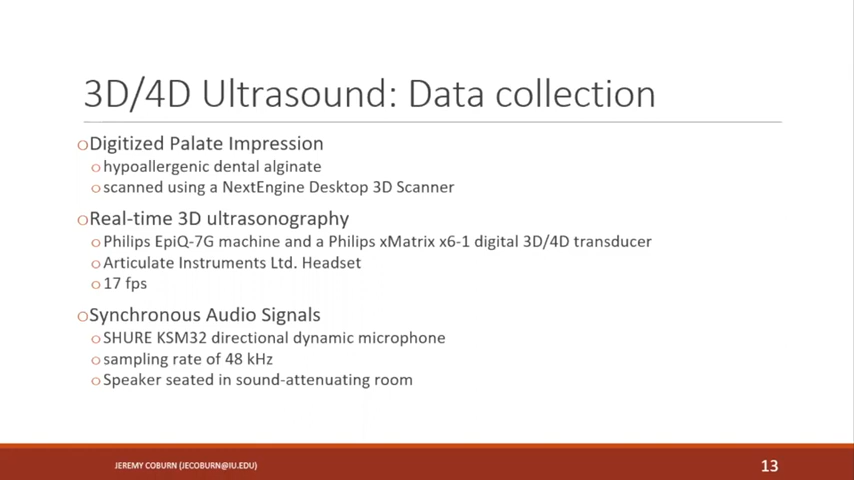 3D/4D Ultrasound: Data collection
Digitized Palate Impression
hypoallergenic dental alginate
scanned using a NextEngine Desktop 3D Scanner
Real-time 3D ultrasonography
Philips EpiQ-7G machine and a Philips xMatrix x6-1 digital 3D/4D transducer
Articulate Instruments Ltd. Headset
17 fps
Synchronous Audio Signals
SHURE KSM32 directional dynamic microphone
sampling rate of 48 kHz
Speaker seated in sound-attenuating room
JEREMY COBURN (JECOBURN@IU.EDU)
13